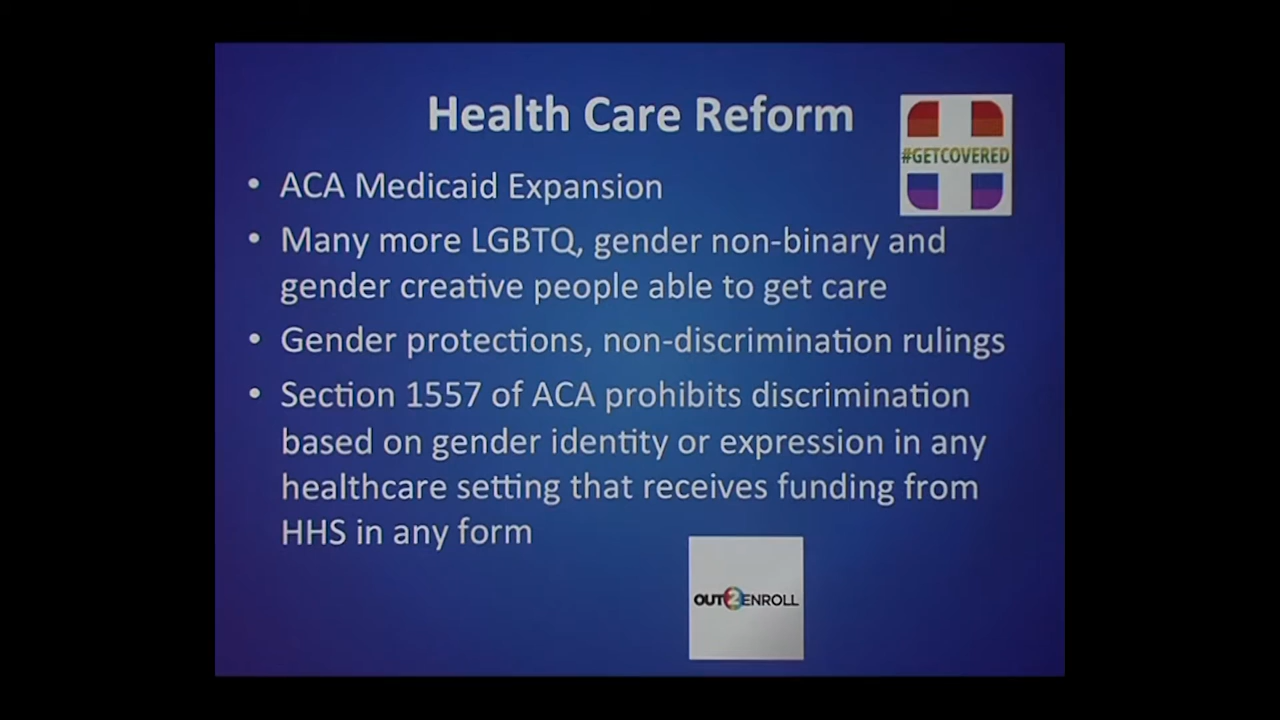 Health Care Reform
#GETCOVERED
• ACA Medicaid Expansion
• Many more LGBTQ, gender non-binary and
gender creative people able to get care
• Gender protections, non-discrimination rulings
• Section 1557 of ACA prohibits discrimination
based on gender identity or expression in any
healthcare setting that receives funding from
HHS in any form
OUT2ENROLL